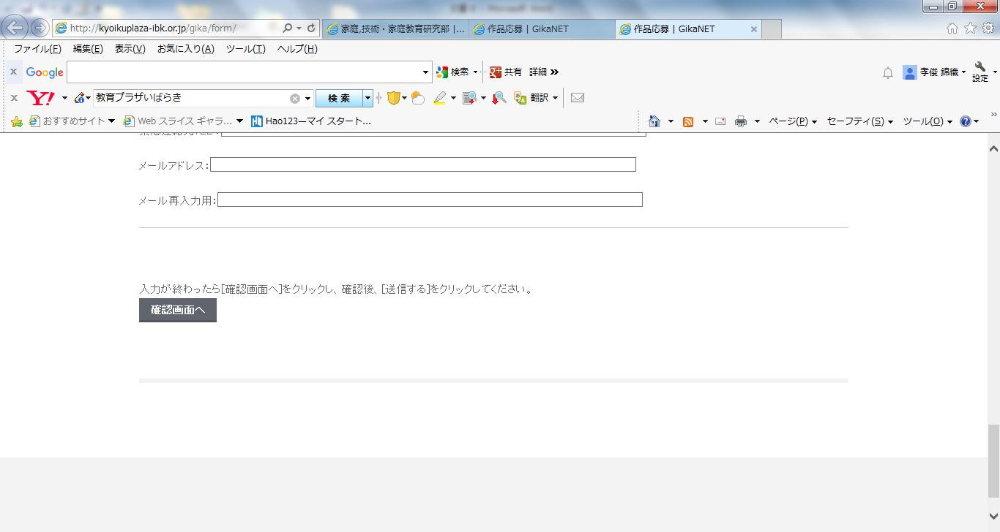 http://kyoikuplaza-ibk.or.jp/gika/form/ 家庭,技術・家庭教育研究部 |... 作品応募 | GikaNET 作品応募 | GikaNET
ファイル(F) 編集(E) 表示(V) お気に入り(A) ツール(T) ヘルプ(H)
x Google 検索 共有 詳細 » 孝俊 錦織 設定
x Y! 教育プラザいばらき 検 索 翻訳
おすすめサイト Web スライス ギャラ... Hao123ーマイ スタート... ページ(P) セーフティ(S) ツール(O)
メールアドレス:
メール再入力用:
入力が終わったら[確認画面へ]をクリックし、確認後、[送信する]をクリックしてください。
確認画面へ